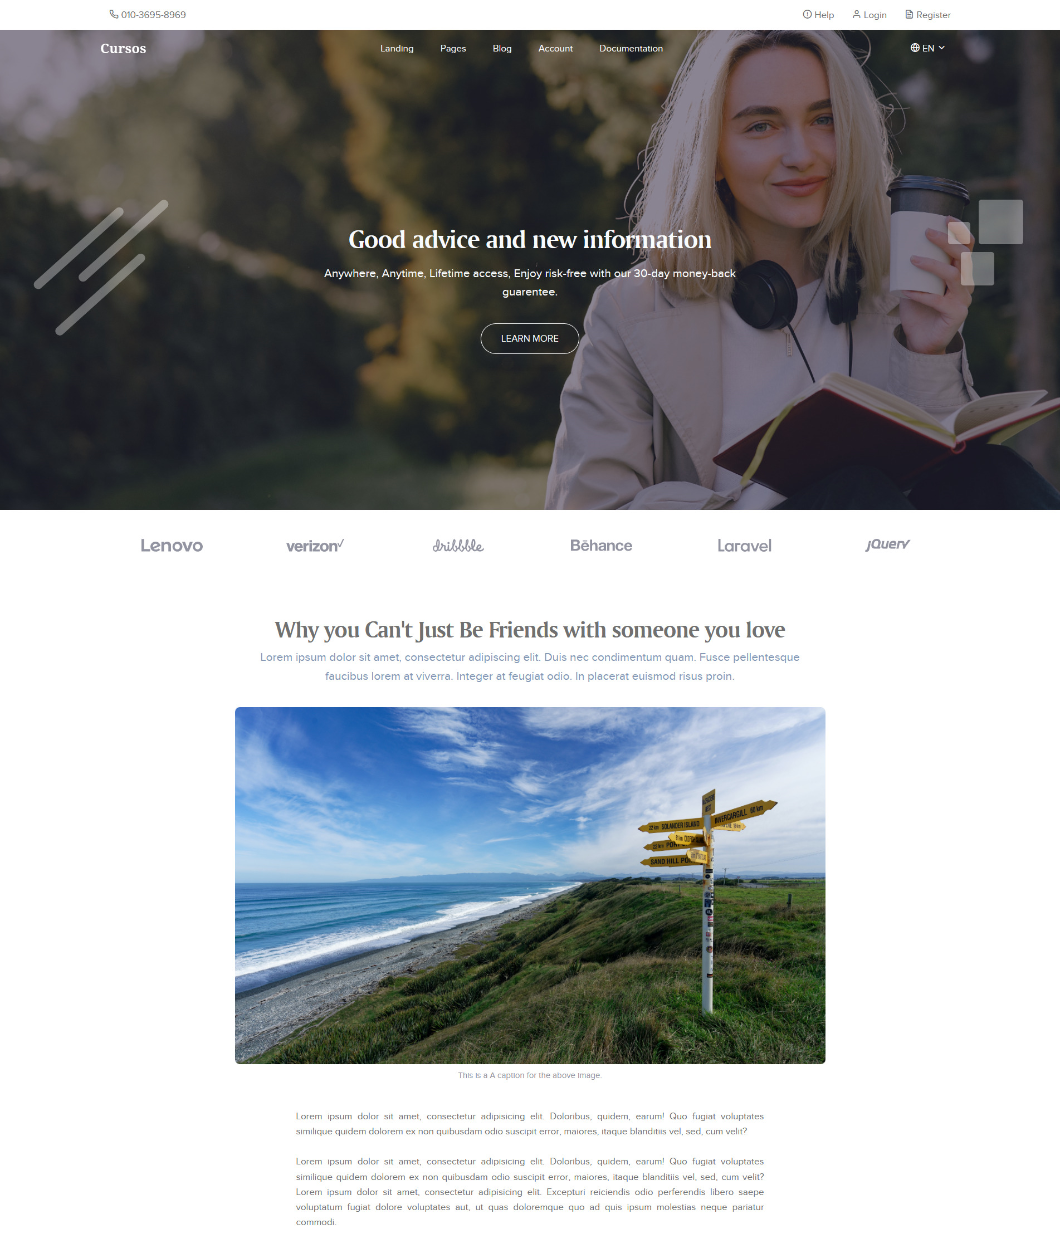 010-3695-8969
Help
Login
Register
Cursos
Landing
Pages
Blog
Account
Documentation
EN
Good advice and new information
Anywhere, Anytime, Lifetime access, Enjoy risk-free with our 30-day money-back
guarentee.
LEARN MORE
Lenovo
verizon✓
dribbble
Bēhance
Laravel
jQuery
Why you Can't Just Be Friends with someone you love
Lorem ipsum dolor sit amet, consectetur adipiscing elit. Duis nec condimentum quam. Fusce pellentesque
faucibus lorem at viverra. Integer at feugiat odio. In placerat euismod risus proin.
SOLANDER ISLAND
INVERCARGILL 50 km
SAND HILL PO
This is a A caption for the above image.
Lorem ipsum dolor sit amet, consectetur adipisicing elit. Doloribus, quidem, earum! Quo fugiat voluptates
similique quidem dolorem ex non quibusdam odio suscipit error, maiores, itaque blanditiis vel, sed, cum velit?
Lorem ipsum dolor sit amet, consectetur adipisicing elit. Doloribus, quidem, earum! Quo fugiat voluptates
similique quidem dolorem ex non quibusdam odio suscipit error, maiores, itaque blanditiis vel, sed, cum velit?
Lorem ipsum dolor sit amet, consectetur adipisicing elit. Excepturi reiciendis odio perferendis libero saepe
voluptatum fugiat dolore voluptates aut, ut quas doloremque quo ad quis ipsum molestias neque pariatur
commodi.